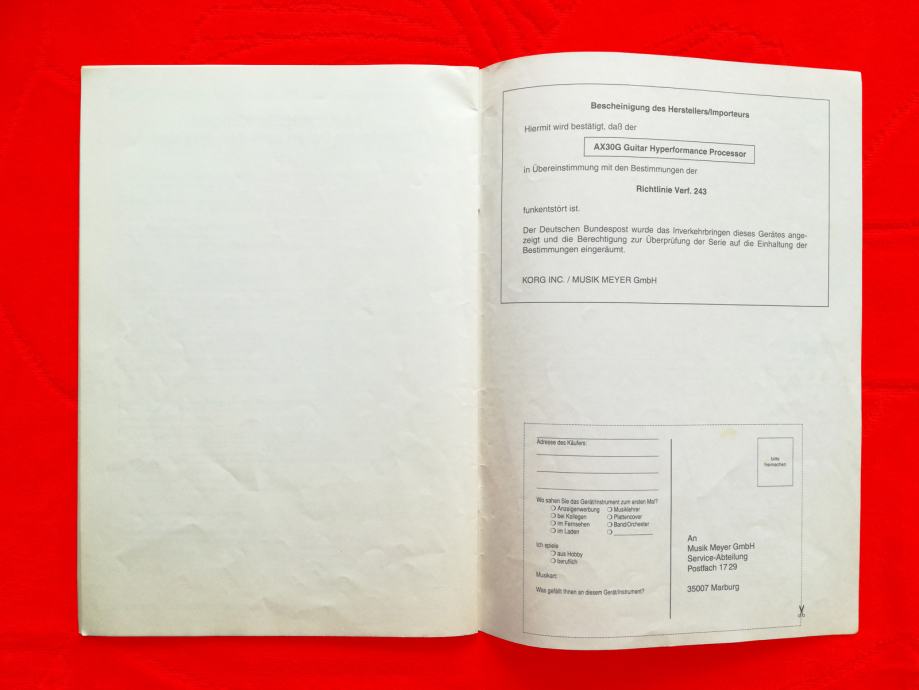 Bescheinigung des Herstellers/Importeurs
Hiermit wird bestätigt, daß der
AX30G Guitar Hyperformance Processor
in Übereinstimmung mit den Bestimmungen der
Richtlinie Verf. 243
funkentstört ist.
Der Deutschen Bundespost wurde das Inverkehrbringen dieses Gerätes ange-
zeigt und die Berechtigung zur Überprüfung der Serie auf die Einhaltung der
Bestimmungen eingeräumt.
KORG INC. / MUSIK MEYER GmbH
Adresse des Käufers:
Wo sahen Sie das Gerät/Instrument zum ersten Mal?
Anzeigenwerbung
Musiklehrer
bei Kollegen
Plattencover
im Fernsehen
Band/Orchester
im Laden
Ich spiele
aus Hobby
beruflich
Musikart:
Was gefällt Ihnen an diesem Gerät/Instrument?
bitte
freimachen
An
Musik Meyer GmbH
Service-Abteilung
Postfach 17 29
35007 Marburg